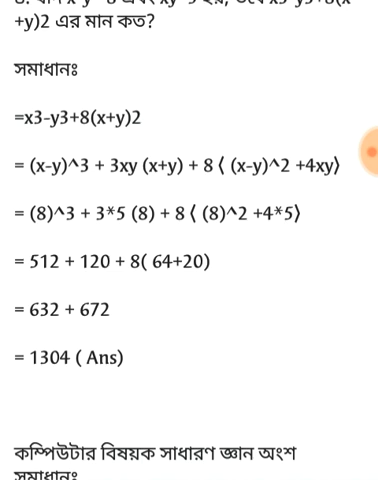 +y)2 এর মান কত?
সমাধানঃ
=x3-y3+8(x+y)2
= (x-y)^3 + 3xy (x+y) + 8 ⟨ (x-y)^2 +4xy⟩
= (8)^3 + 3*5 (8) + 8 ⟨ (8)^2 +4*5⟩
= 512 + 120 + 8( 64+20)
= 632 + 672
= 1304 ( Ans)
কম্পিউটার বিষয়ক সাধারণ জ্ঞান অংশ
সমাধানঃ